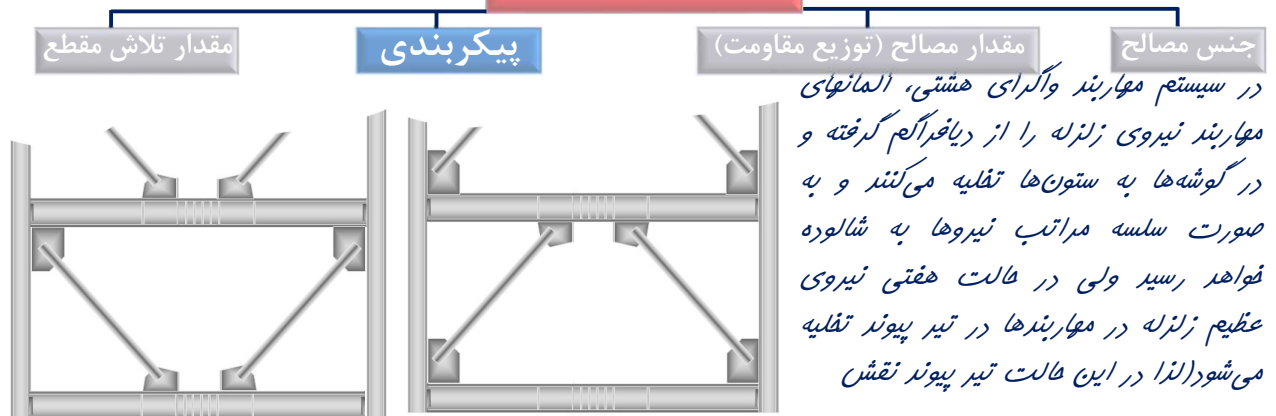 جنس مصالح
مقدار مصالح (توزیع مقاومت)
پیکربندی
مقدار تلاش مقطع
در سیستم مهاربند واگرای هشتی، المانهای
مهاربند نیروی زلزله را از دیافراگم گرفته و
در گوشه‌ها به ستون‌ها تخلیه می‌کنند و به
صورت سلسه مراتب نیروها به شالوده
خواهد رسید ولی در حالت هفتی نیروی
عظیم زلزله در مهاربندها در تیر پیوند تخلیه
می‌شود(لذا در این حالت تیر پیوند نقش